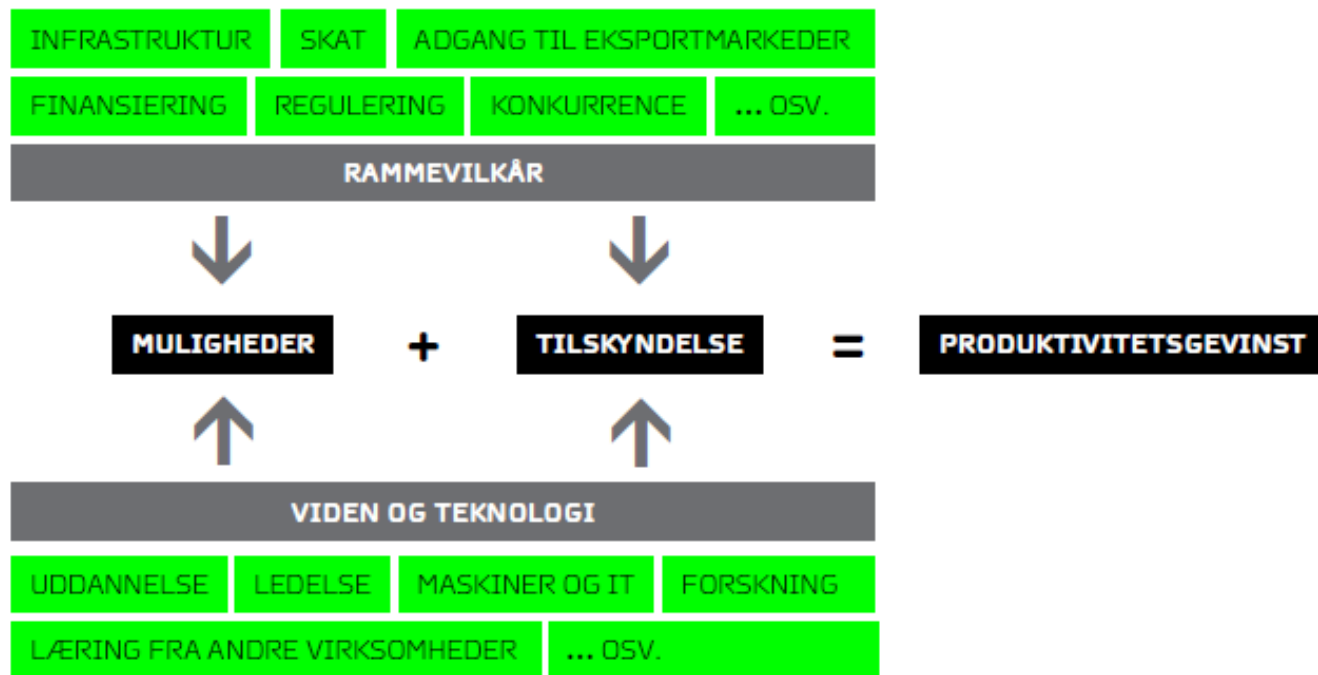 INFRASTRUKTUR SKAT ADGANG TIL EKSPORTMARKEDER
FINANSIERING REGULERING KONKURRENCE ... OSV.
RAMMEVILKÅR
MULIGHEDER + TILSKYNDELSE = PRODUKTIVITETSGEVINST
VIDEN OG TEKNOLOGI
UDDANNELSE LEDELSE MASKINER OG IT FORSKNING
LÆRING FRA ANDRE VIRKSOMHEDER ... OSV.